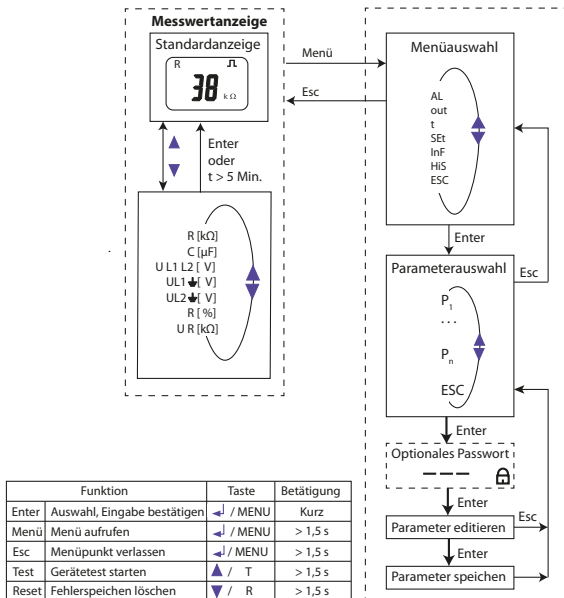 Messwertanzeige
Standardanzeige
R
38 k Ω
Menü
Esc
Enter
oder
t > 5 Min.
R [kΩ]
C [µF]
U L1 L2 [ V]
UL1 [ V]
UL2 [ V]
R [ %]
U R [kΩ]
Menüauswahl
AL
out
t
SEt
InF
HiS
ESC
Enter
Parameterauswahl
Esc
P1
...
Pn
ESC
Enter
Optionales Passwort
– – –
Enter
Parameter editieren
Esc
Enter
Parameter speichen
Funktion Taste Betätigung
Enter Auswahl, Eingabe bestätigen / MENU Kurz
Menü Menü aufrufen / MENU > 1,5 s
Esc Menüpunkt verlassen / MENU > 1,5 s
Test Gerätetest starten / T > 1,5 s
Reset Fehlerspeichen löschen / R > 1,5 s